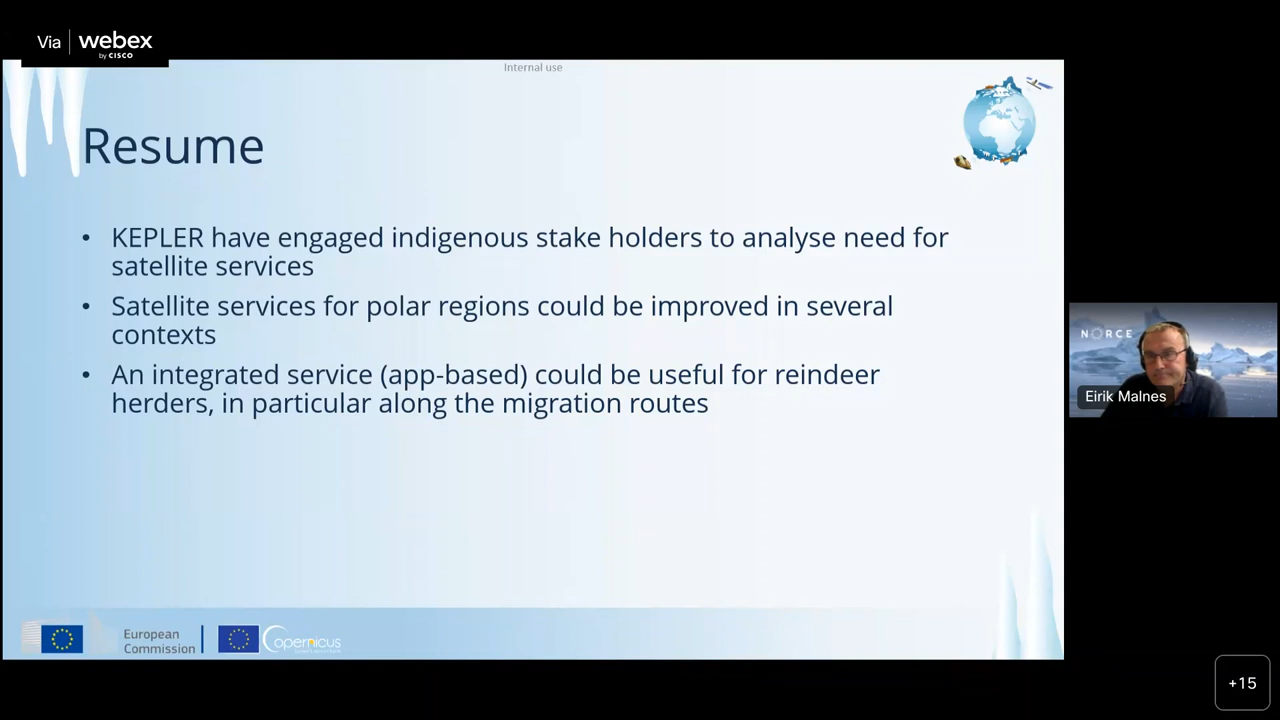 Via webex
by CISCO
Internal use
Resume
• KEPLER have engaged indigenous stake holders to analyse need for
satellite services
• Satellite services for polar regions could be improved in several
contexts
• An integrated service (app-based) could be useful for reindeer
herders, in particular along the migration routes
NORCE
Eirik Malnes
European
Commission
opernicus
+15